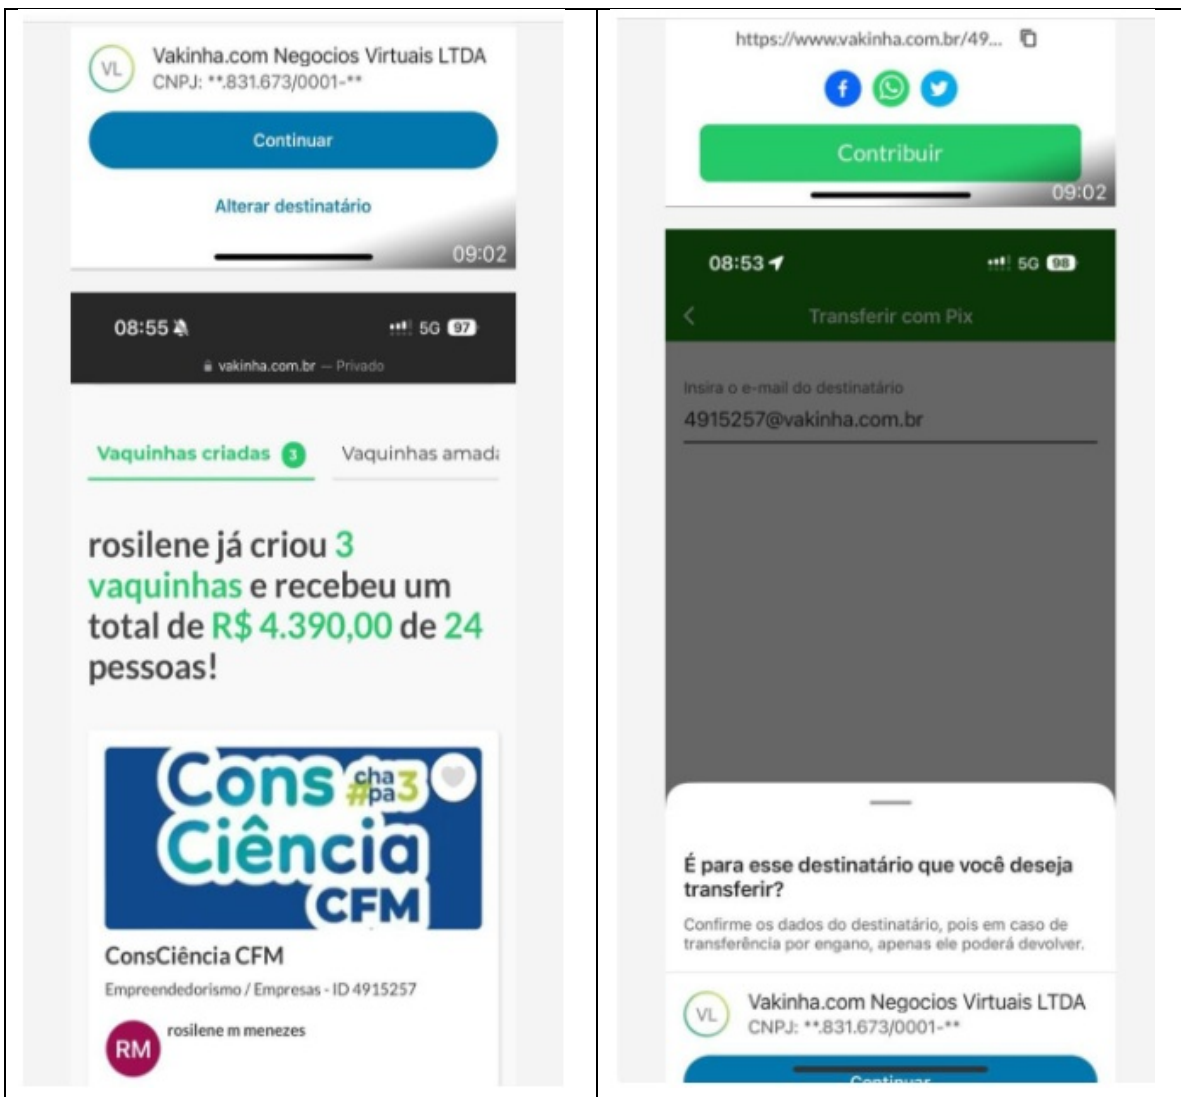 VL
Vakinha.com Negocios Virtuais LTDA
CNPJ: **.831.673/0001-**
Continuar
Alterar destinatário
09:02
08:55
5G 97
vakinha.com.br — Privado
Vaquinhas criadas 3
Vaquinhas amada
rosilene já criou 3
vaquinhas e recebeu um
total de R$ 4.390,00 de 24
pessoas!
Cons #chapa3
Ciência
CFM
ConsCiência CFM
Empreendedorismo / Empresas - ID 4915257
RM
rosilene m menezes
https://www.vakinha.com.br/49...
Contribuir
09:02
08:53
5G 98
Transferir com Pix
Insira o e-mail do destinatário
4915257@vakinha.com.br
É para esse destinatário que você deseja
transferir?
Confirme os dados do destinatário, pois em caso de
transferência por engano, apenas ele poderá devolver.
VL
Vakinha.com Negocios Virtuais LTDA
CNPJ: **.831.673/0001-**
Continuar